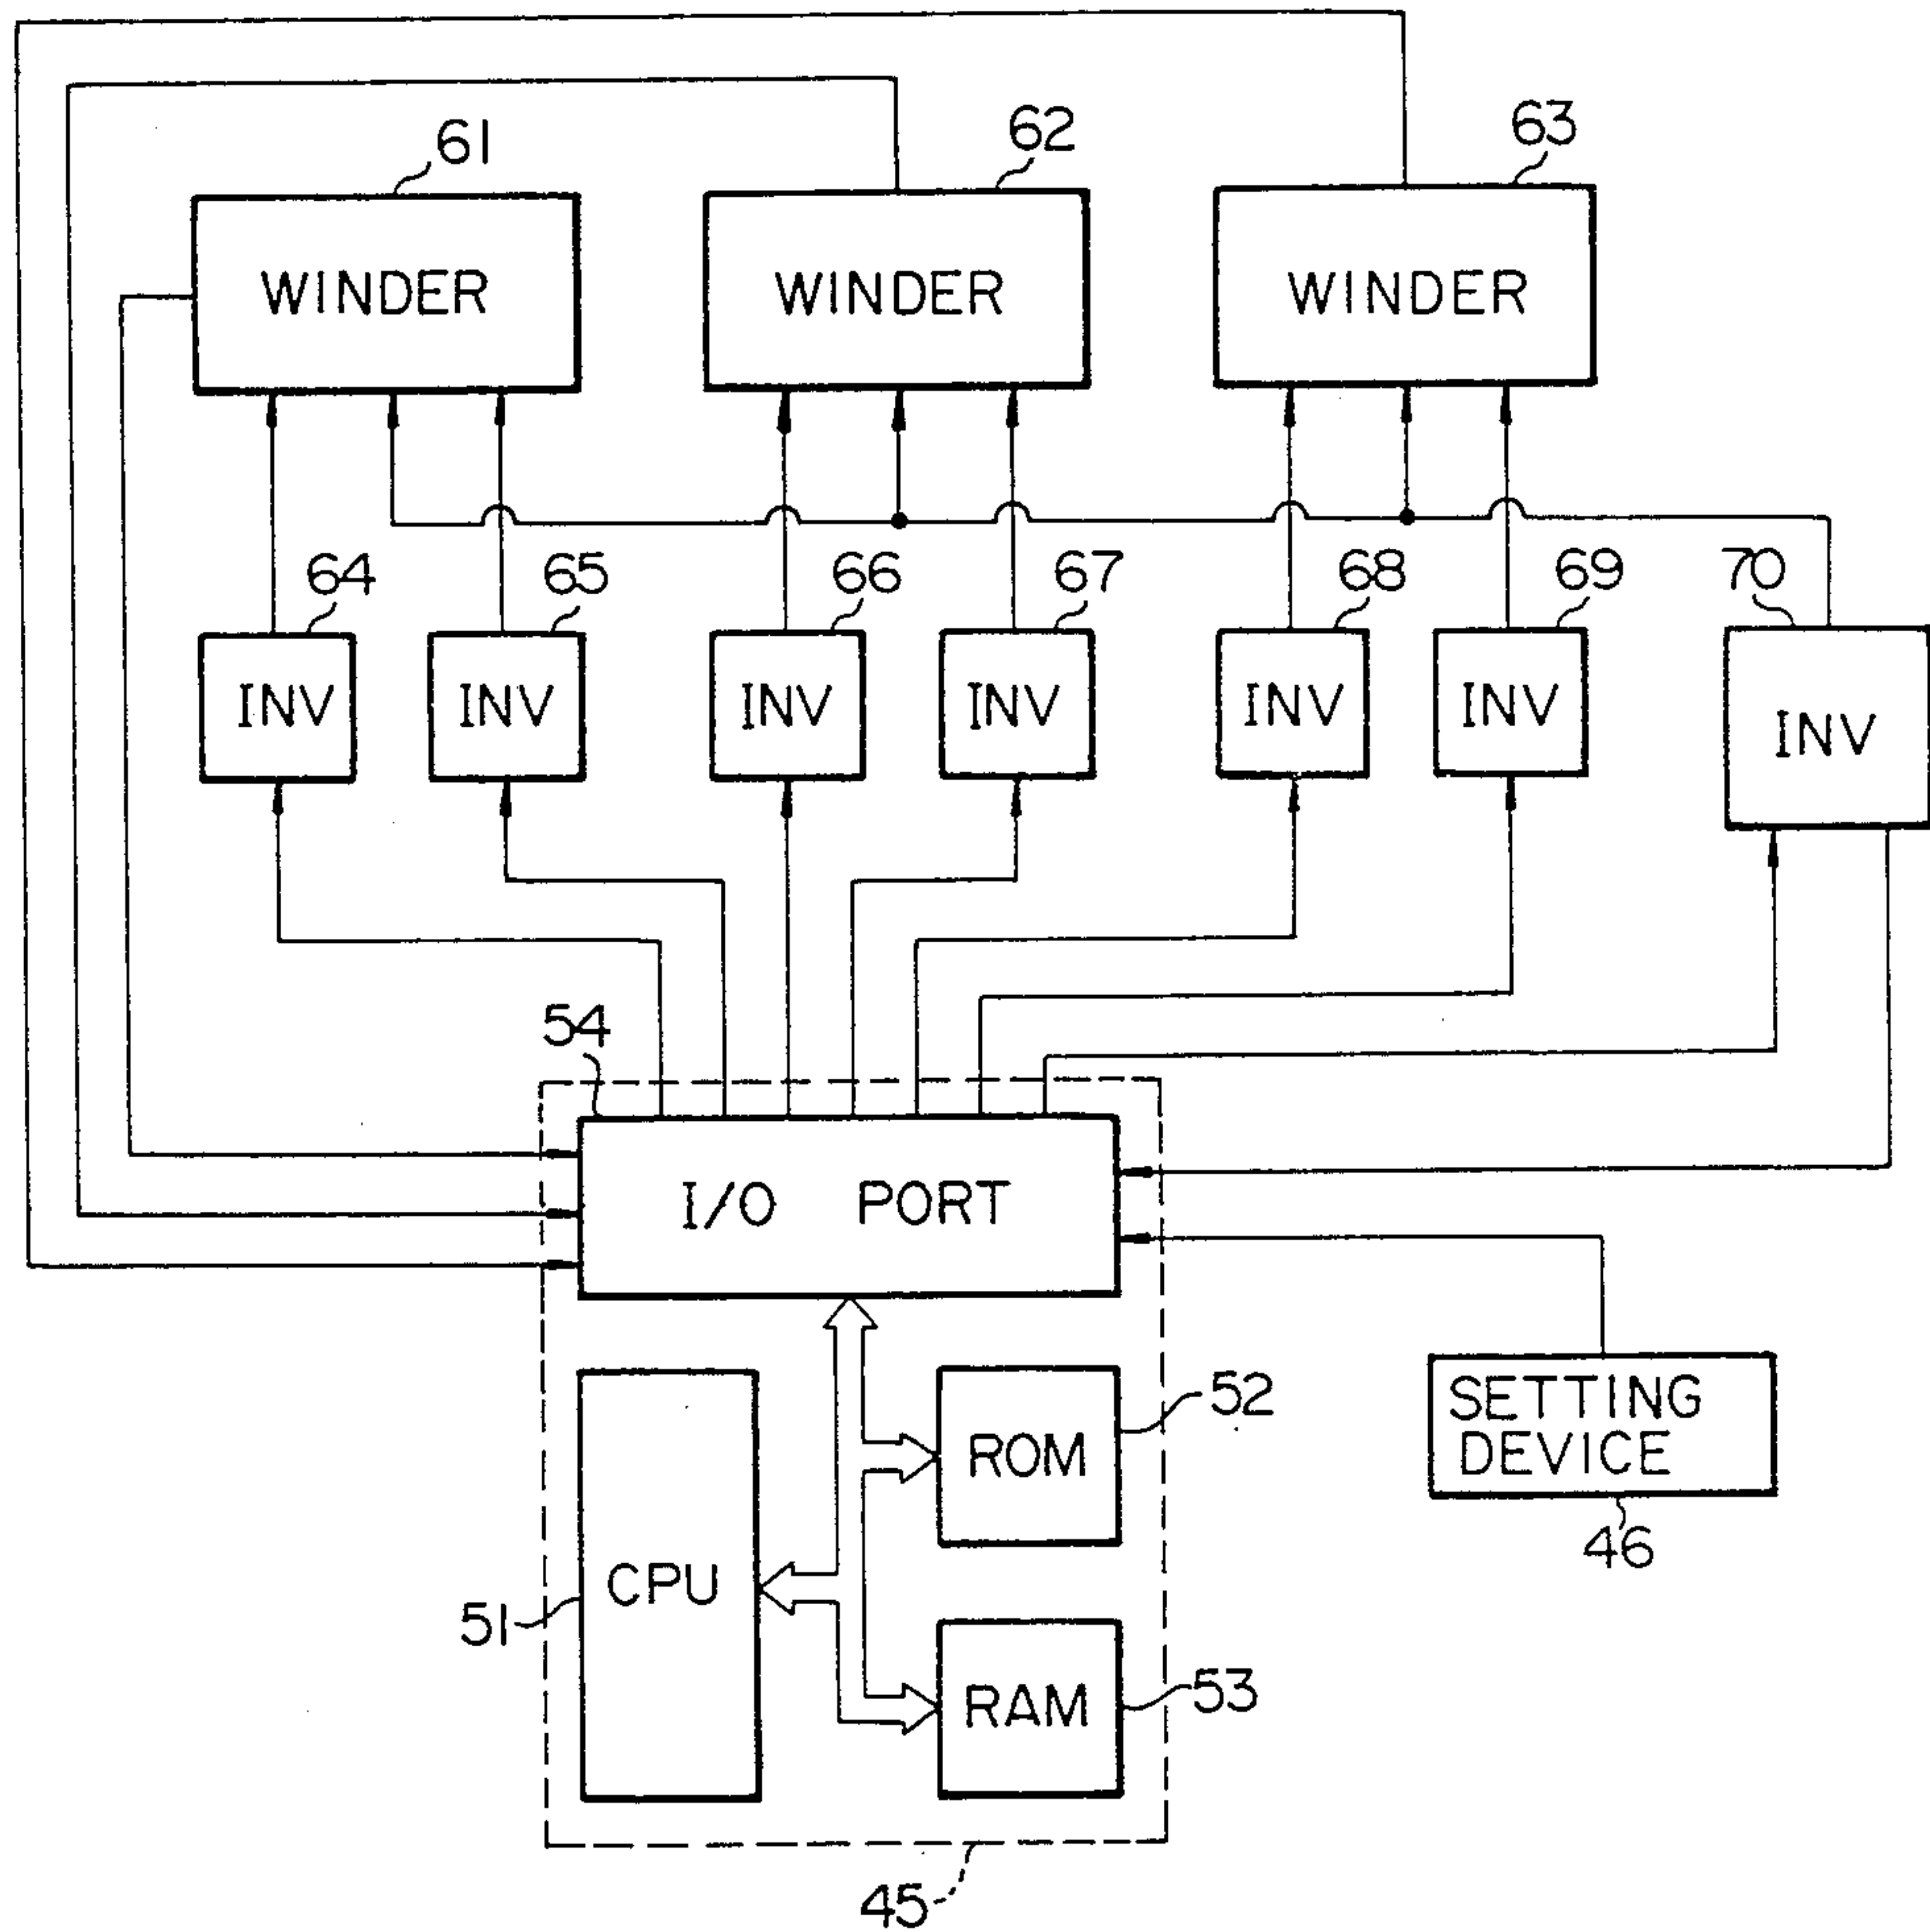 61
62
63
WINDER
WINDER
WINDER
64
65
66
67
68
69
70
INV
INV
INV
INV
INV
INV
INV
54
I/O PORT
52
SETTING
DEVICE
ROM
46
CPU
51
53
RAM
45